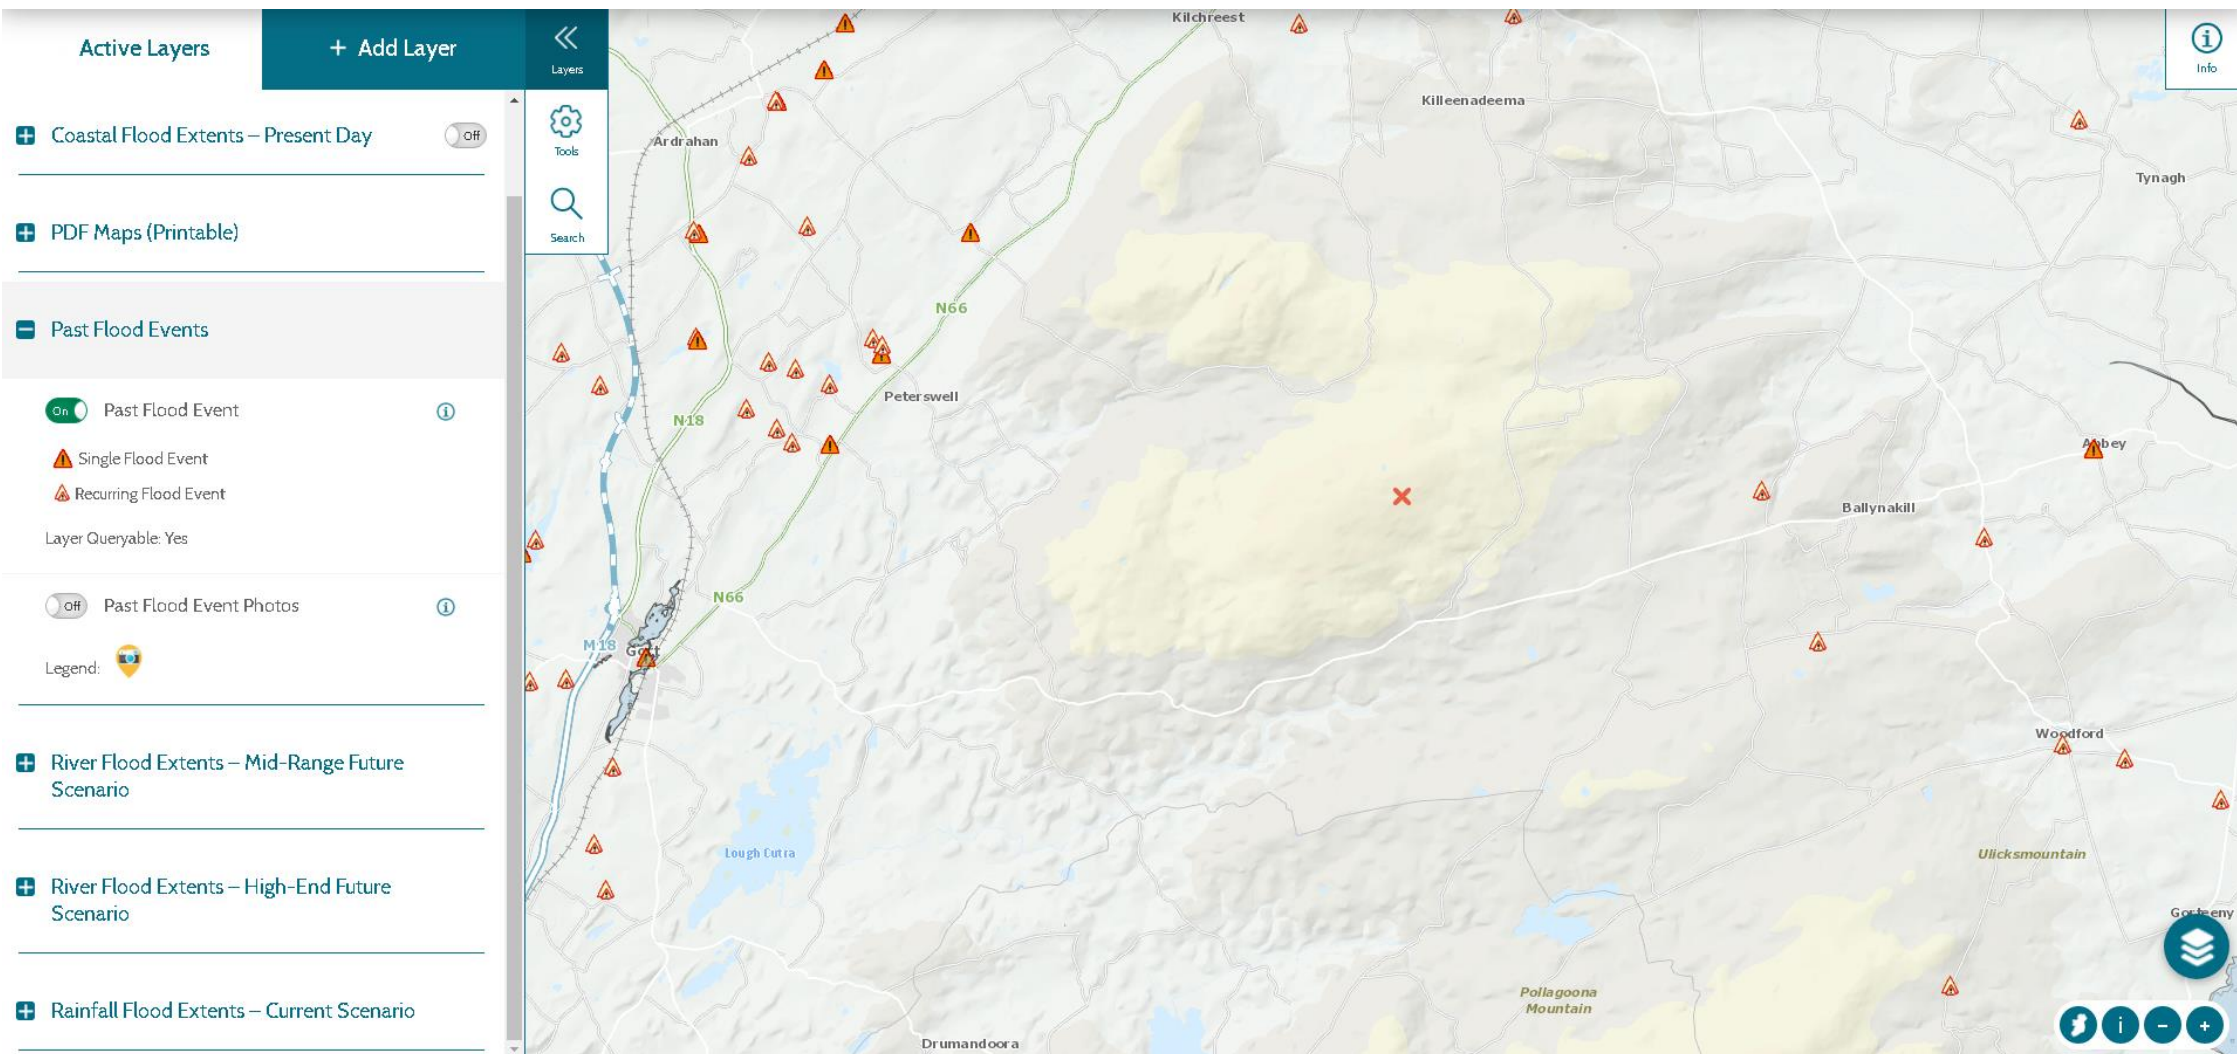 Active Layers
+ Add Layer
Layers
Coastal Flood Extents – Present Day
Off
PDF Maps (Printable)
Past Flood Events
On
Past Flood Event
Single Flood Event
Recurring Flood Event
Layer Queryable: Yes
Off
Past Flood Event Photos
Legend:
River Flood Extents – Mid-Range Future
Scenario
River Flood Extents – High-End Future
Scenario
Rainfall Flood Extents – Current Scenario
Tools
Search
Info
Kilchreest
Killeenadeema
Ardrahan
Tynagh
N66
Peterswell
N18
Abbey
Ballynakill
N66
M18
Gort
Woodford
Lough Cutra
Ulicksmountain
Gorteeny
Pollagoona
Mountain
Drumandoora